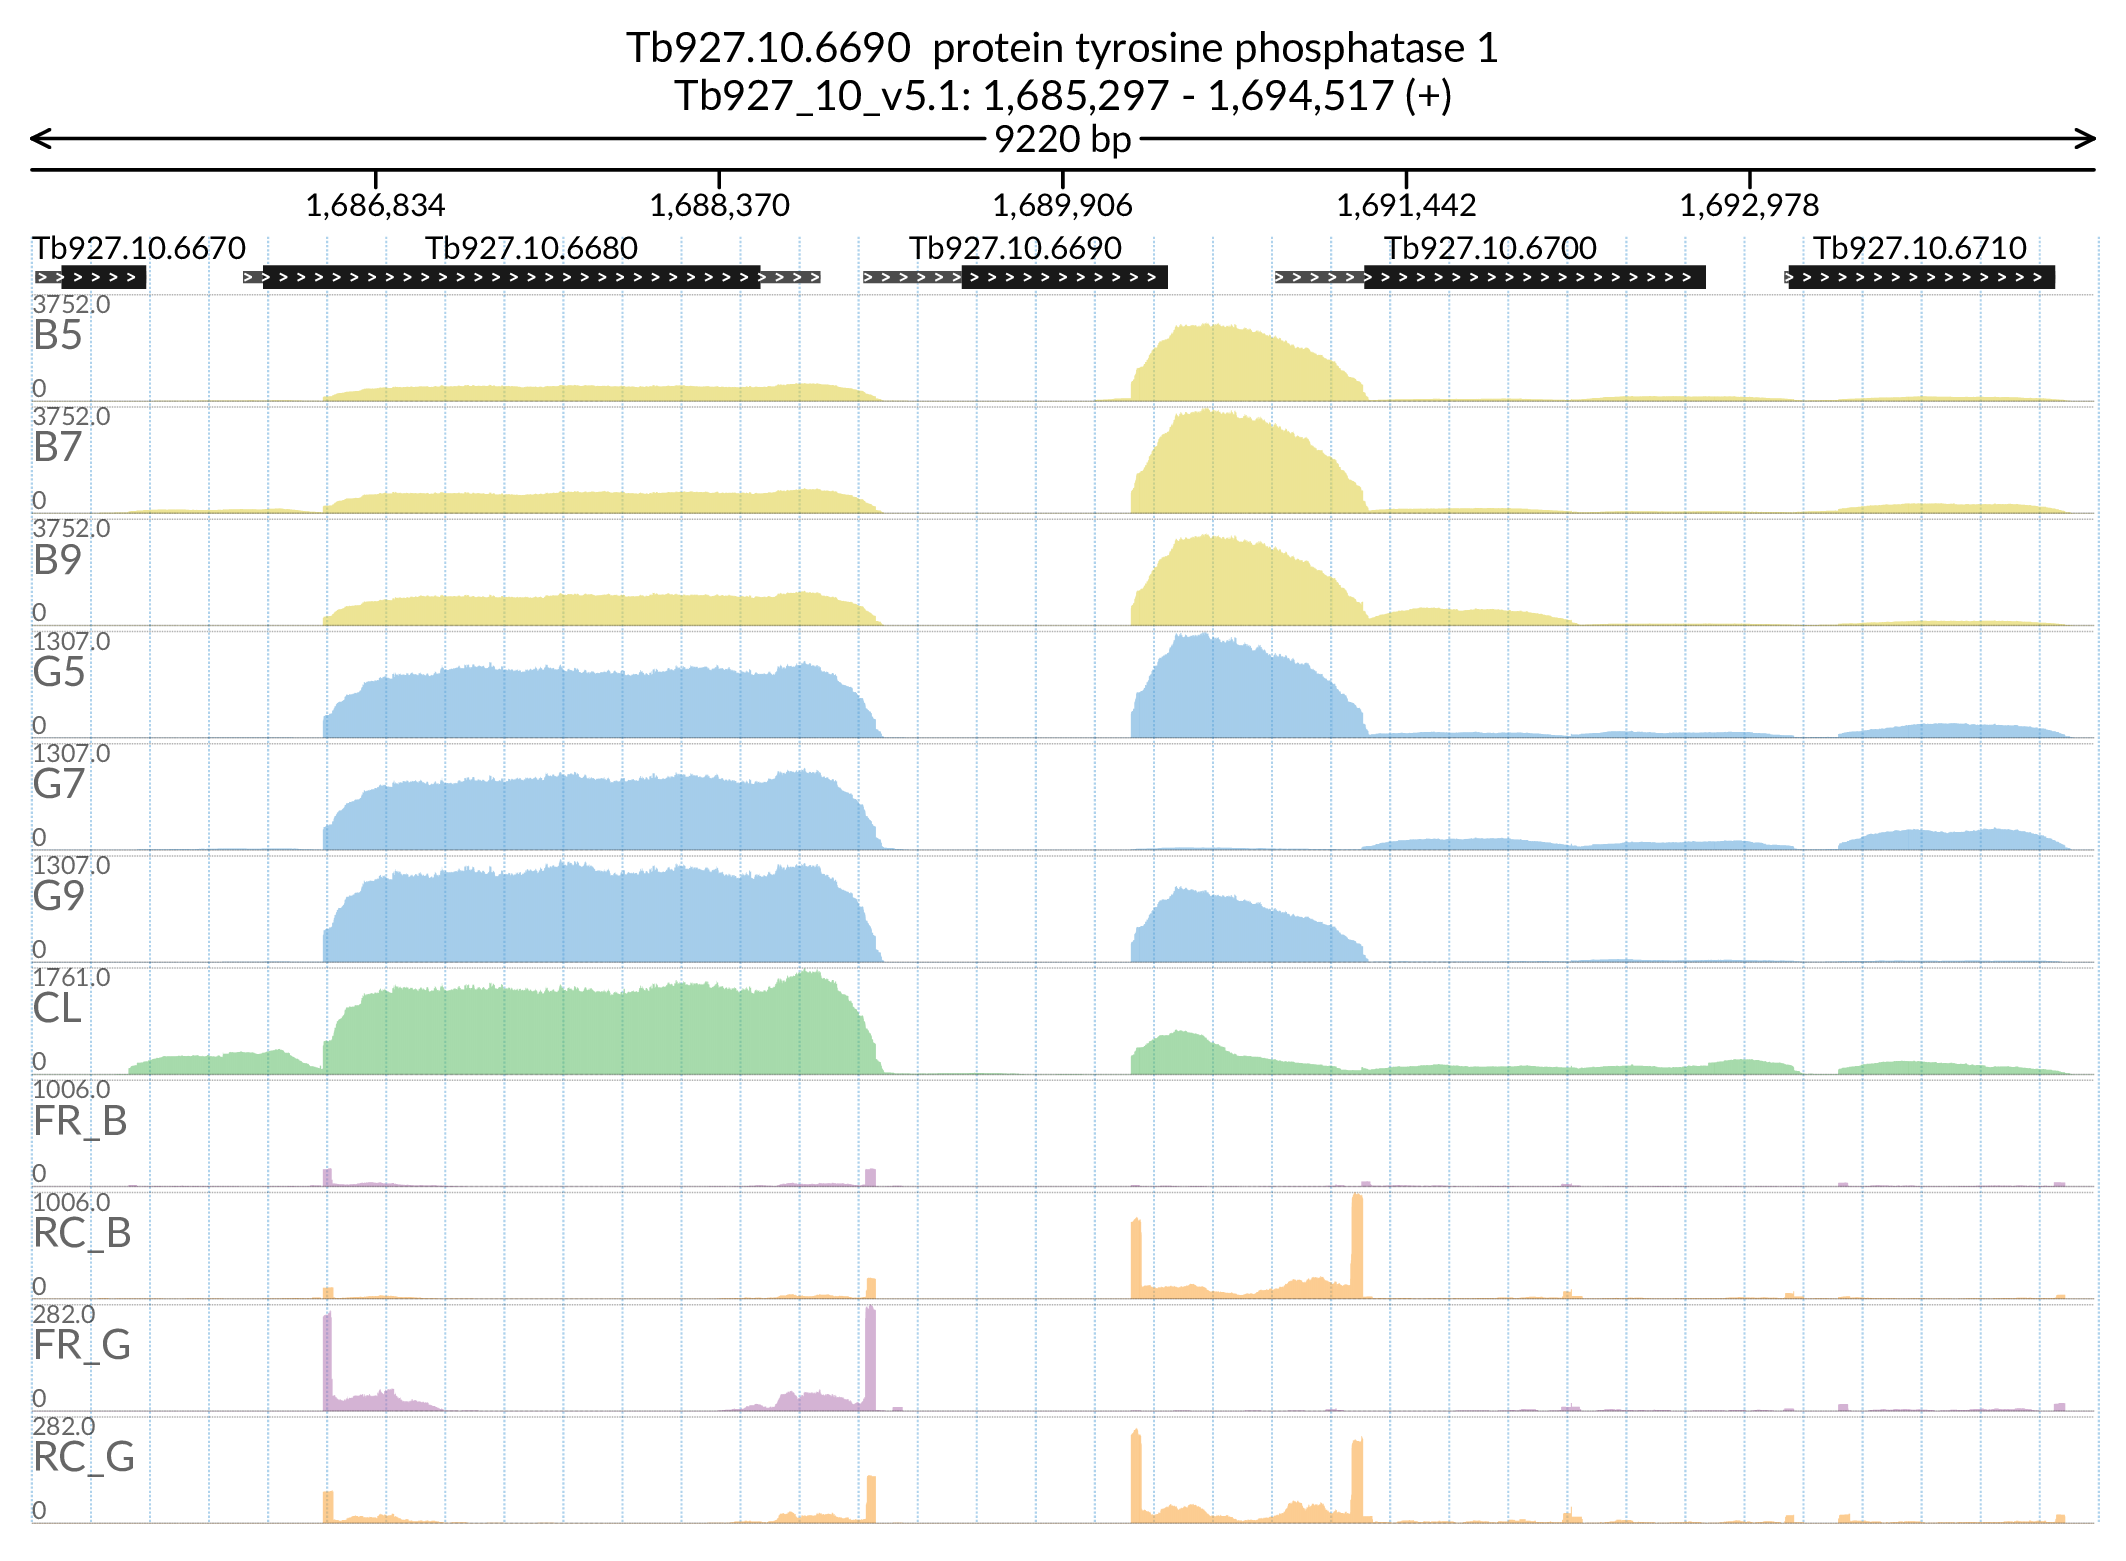 Tb927.10.6690 protein tyrosine phosphatase 1
Tb927_10_v5.1: 1,685,297 - 1,694,517 (+)
9220 bp
1,686,834 1,688,370 1,689,906 1,691,442 1,692,978
Tb927.10.6670 Tb927.10.6680 Tb927.10.6690 Tb927.10.6700 Tb927.10.6710
3752.0
B5
0
3752.0
B7
0
3752.0
B9
0
1307.0
G5
0
1307.0
G7
0
1307.0
G9
0
1761.0
CL
0
1006.0
FR_B
0
1006.0
RC_B
0
282.0
FR_G
0
282.0
RC_G
0